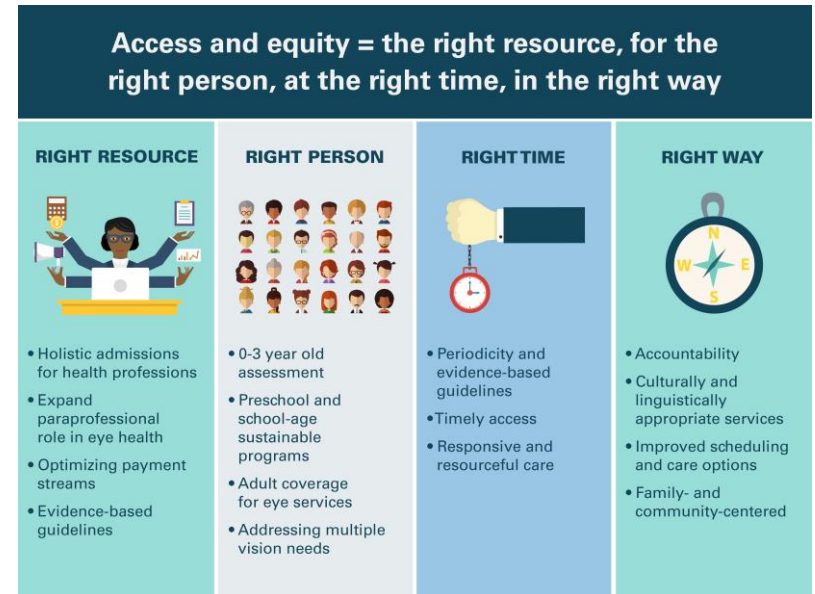 Access and equity = the right resource, for the
right person, at the right time, in the right way
RIGHT RESOURCE
• Holistic admissions
for health professions
• Expand
paraprofessional
role in eye health
• Optimizing payment
streams
• Evidence-based
guidelines
RIGHT PERSON
• 0-3 year old
assessment
• Preschool and
school-age
sustainable
programs
• Adult coverage
for eye services
• Addressing multiple
vision needs
RIGHT TIME
• Periodicity and
evidence-based
guidelines
•Timely access
• Responsive and
resourceful care
RIGHT WAY
N
W E
S
• Accountability
• Culturally and
linguistically
appropriate services
• Improved scheduling
and care options
• Family- and
community-centered